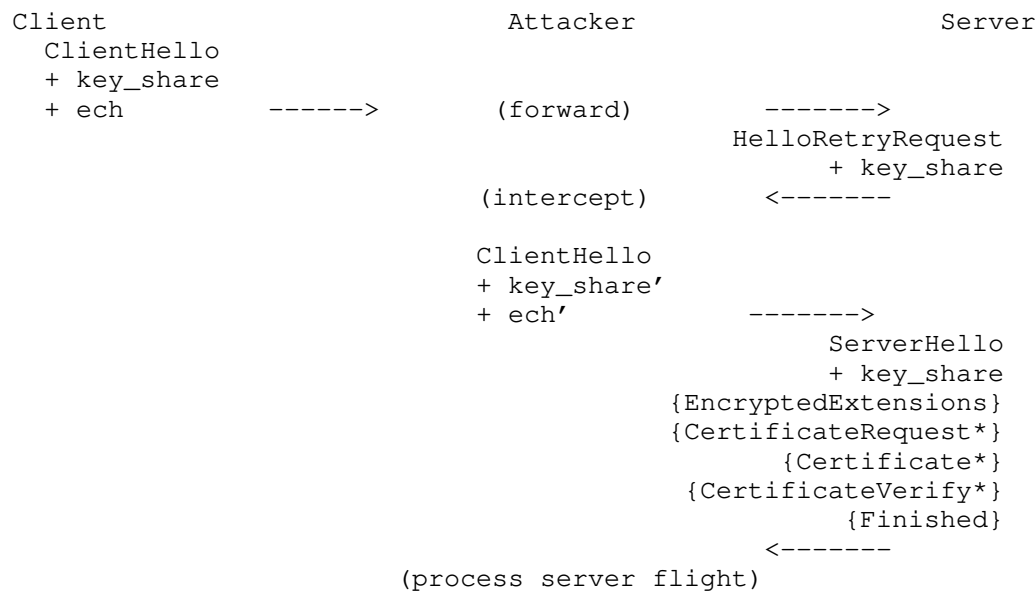 Client                           Attacker                    Server
  ClientHello
  + key_share
  + ech         ------>         (forward)         ------->
                                               HelloRetryRequest
                                                     + key_share
                              (intercept)        <-------

                              ClientHello
                              + key_share'
                              + ech'            ------->
                                                     ServerHello
                                                     + key_share
                                           {EncryptedExtensions}
                                           {CertificateRequest*}
                                                  {Certificate*}
                                            {CertificateVerify*}
                                                      {Finished}
                                                 <-------
                         (process server flight)